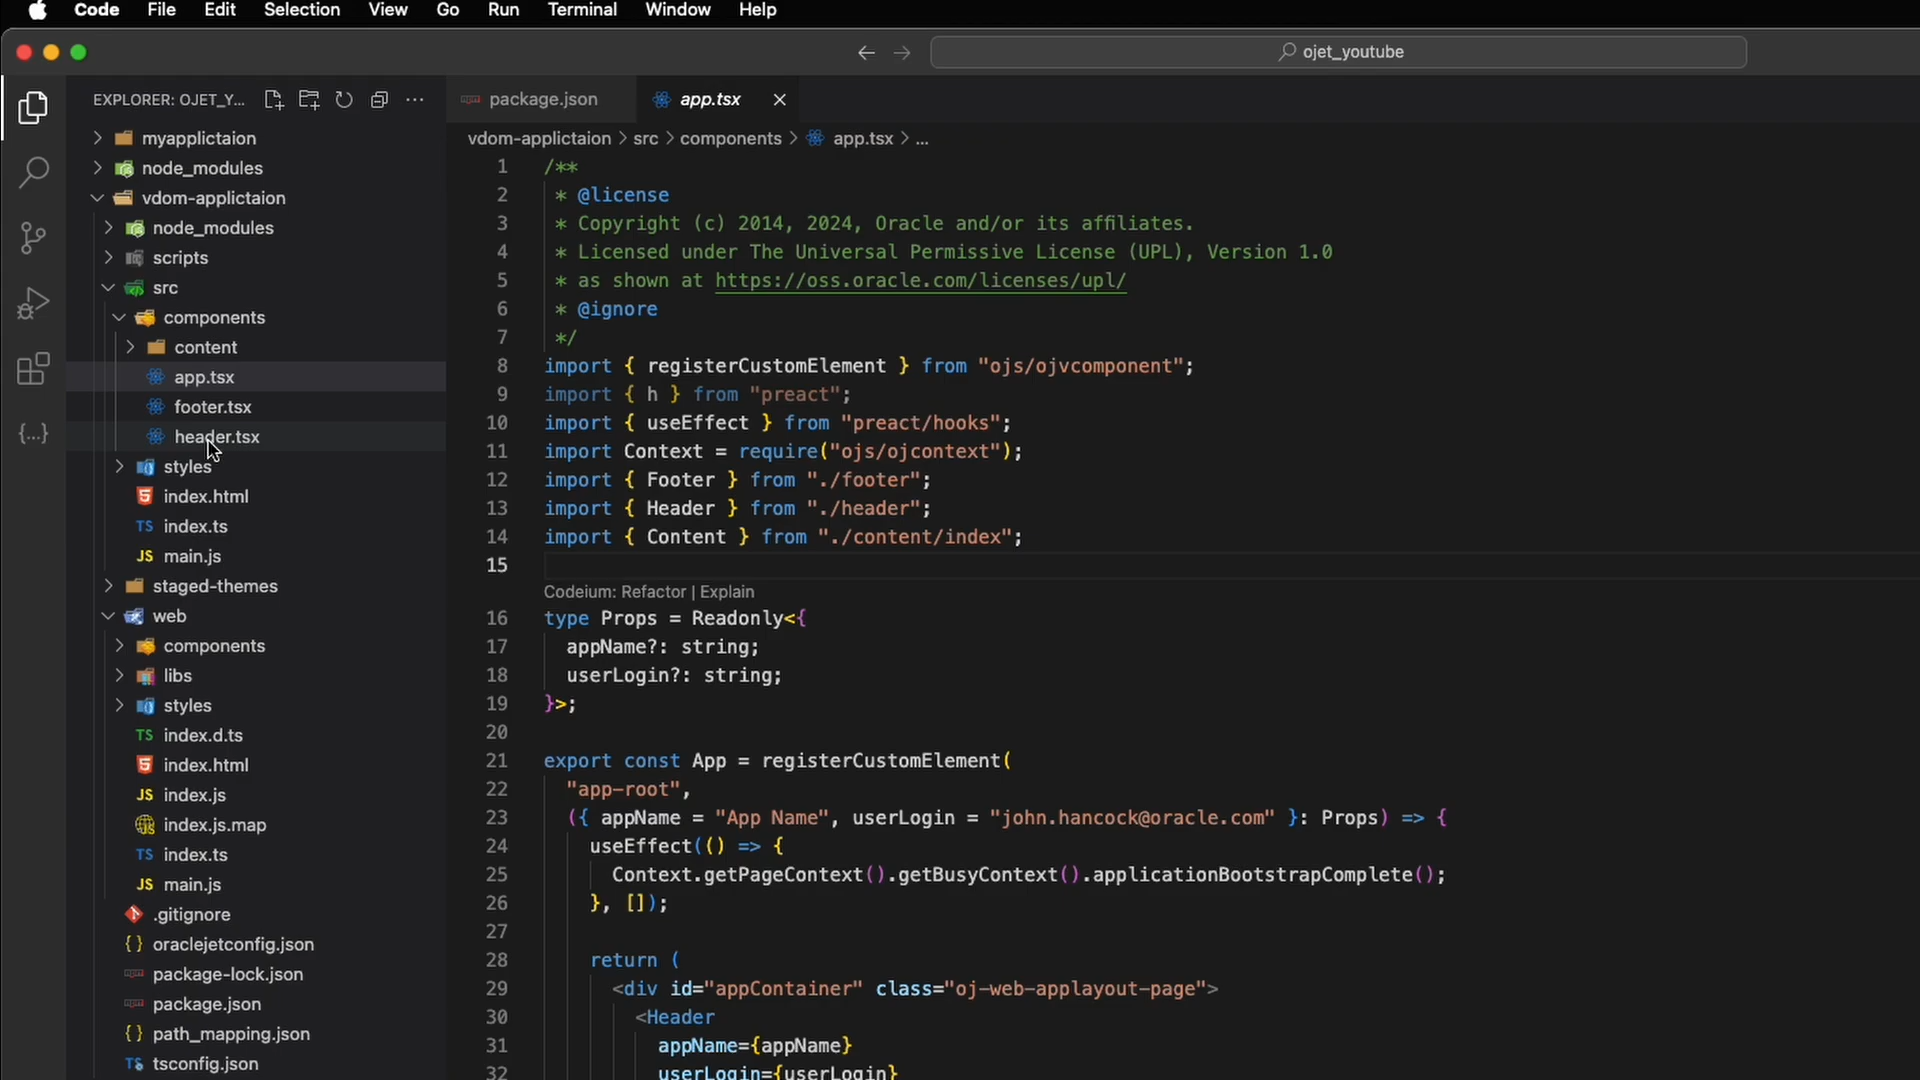 Code File Edit Selection View Go Run Terminal Window Help
ojet_youtube
EXPLORER: OJET_Y...
package.json
app.tsx
vdom-applictaion > src > components > app.tsx > ...
myapplictaion
node_modules
vdom-applictaion
node_modules
scripts
src
components
content
app.tsx
footer.tsx
header.tsx
styles
index.html
TS index.ts
JS main.js
staged-themes
web
components
libs
styles
TS index.d.ts
index.html
JS index.js
index.js.map
TS index.ts
JS main.js
.gitignore
{} oraclejetconfig.json
package-lock.json
package.json
{} path_mapping.json
TS tsconfig.json
1 /**
2 * @license
3 * Copyright (c) 2014, 2024, Oracle and/or its affiliates.
4 * Licensed under The Universal Permissive License (UPL), Version 1.0
5 * as shown at https://oss.oracle.com/licenses/upl/
6 * @ignore
7 */
8 import { registerCustomElement } from "ojs/ojvcomponent";
9 import { h } from "preact";
10 import { useEffect } from "preact/hooks";
11 import Context = require("ojs/ojcontext");
12 import { Footer } from "./footer";
13 import { Header } from "./header";
14 import { Content } from "./content/index";
15
Codeium: Refactor | Explain
16 type Props = Readonly<{
17 appName?: string;
18 userLogin?: string;
19 }>;
20
21 export const App = registerCustomElement(
22 "app-root",
23 ({ appName = "App Name", userLogin = "john.hancock@oracle.com" }: Props) => {
24 useEffect(() => {
25 Context.getPageContext().getBusyContext().applicationBootstrapComplete();
26 }, []);
27
28 return (
29 <div id="appContainer" class="oj-web-applayout-page">
30 <Header
31 appName={appName}
32 userLogin={userLogin}